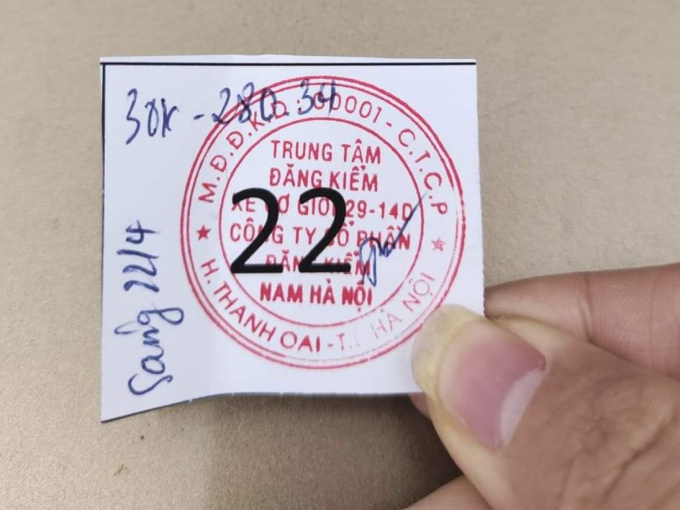 30K - 280.34
M.Đ.Đ.K.D: 00001 - C.T.C.P
TRUNG TÂM
ĐĂNG KIỂM
XE CƠ GIỚI 29-14D
CÔNG TY CỔ PHẦN
ĐĂNG KIỂM
NAM HÀ NỘI
22
H. THANH OAI - T.P HÀ NỘI
Sáng 22/4